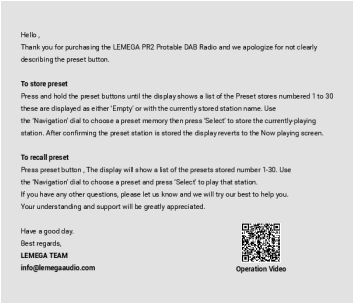 Hello ,
Thank you for purchasing the LEMEGA PR2 Protable DAB Radio and we apologize for not clearly
describing the preset button.
To store preset
Press and hold the preset buttons until the display shows a list of the Preset stores numbered 1 to 30
these are displayed as either 'Empty' or with the currently stored station name. Use
the 'Navigation' dial to choose a preset memory then press 'Select' to store the currently-playing
station. After confirming the preset station is stored the display reverts to the Now playing screen.
To recall preset
Press preset button , The display will show a list of the presets stored number 1-30. Use
the 'Navigation' dial to choose a preset and press 'Select' to play that station.
If you have any other questions, please let us know and we will try our best to help you.
Your understanding and support will be greatly appreciated.
Have a good day.
Best regards,
LEMEGA TEAM
info@lemegaaudio.com
Operation Video